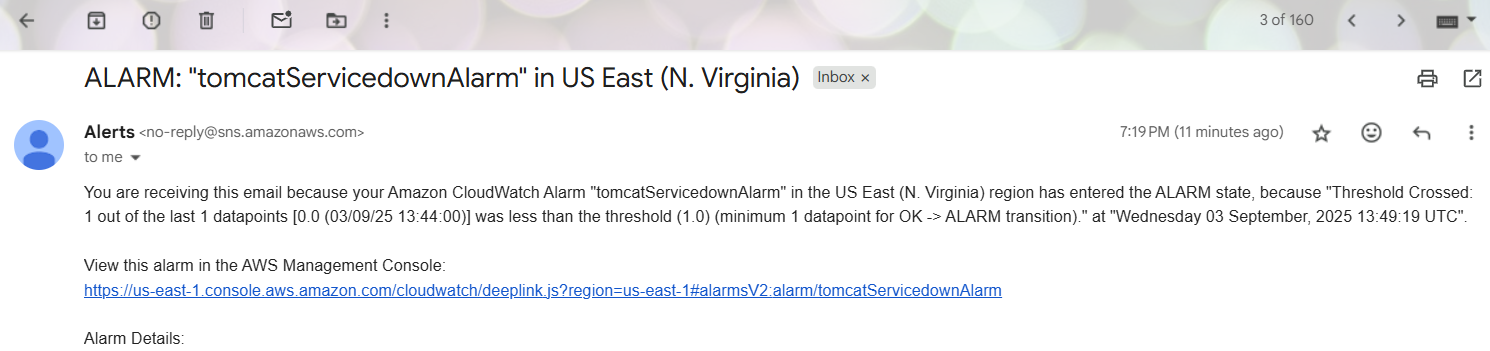 3 of 160
ALARM: "tomcatServicedownAlarm" in US East (N. Virginia) Inbox ×
Alerts <no-reply@sns.amazonaws.com> 7:19 PM (11 minutes ago)
to me
You are receiving this email because your Amazon CloudWatch Alarm "tomcatServicedownAlarm" in the US East (N. Virginia) region has entered the ALARM state, because "Threshold Crossed:
1 out of the last 1 datapoints [0.0 (03/09/25 13:44:00)] was less than the threshold (1.0) (minimum 1 datapoint for OK -> ALARM transition)." at "Wednesday 03 September, 2025 13:49:19 UTC".
View this alarm in the AWS Management Console:
https://us-east-1.console.aws.amazon.com/cloudwatch/deeplink.js?region=us-east-1#alarmsV2:alarm/tomcatServicedownAlarm
Alarm Details: